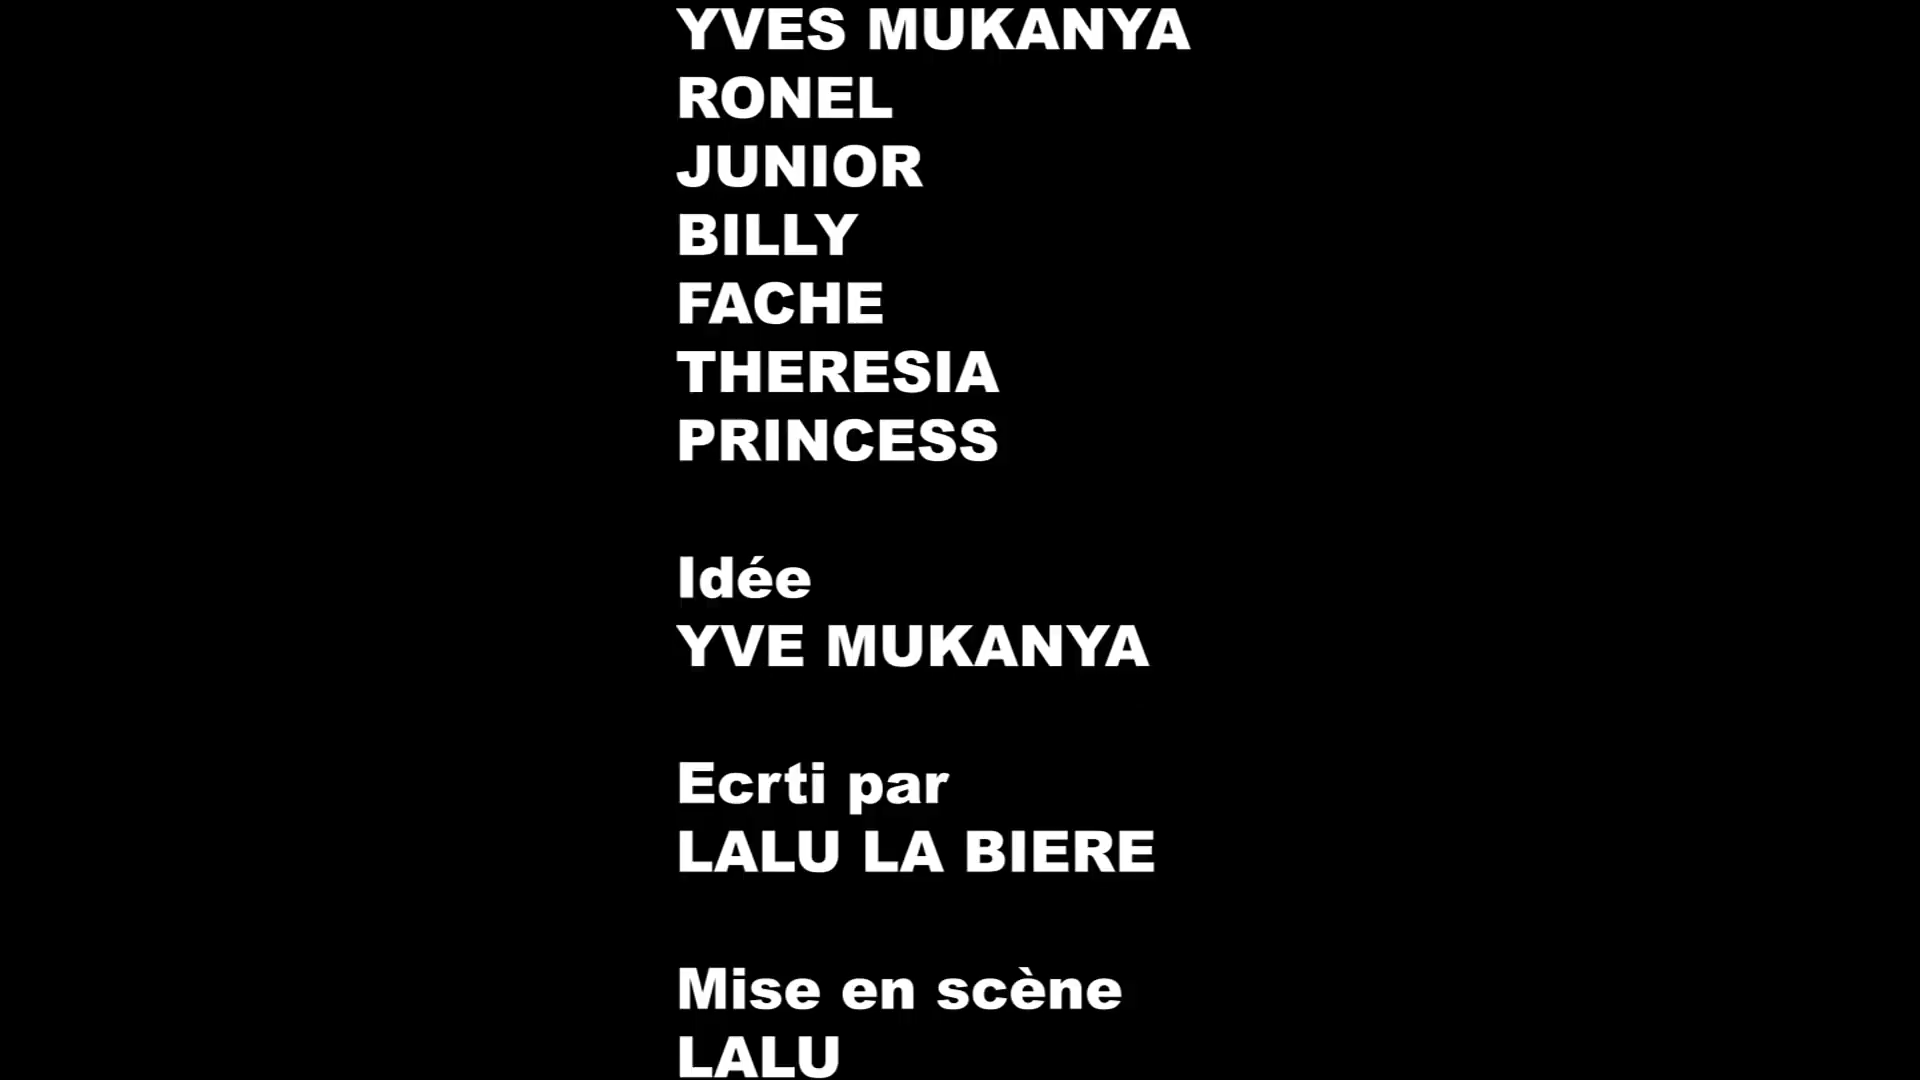 YVES MUKANYA
RONEL
JUNIOR
BILLY
FACHE
THERESIA
PRINCESS
Idée
YVE MUKANYA
Ecrti par
LALU LA BIERE
Mise en scène
LALU